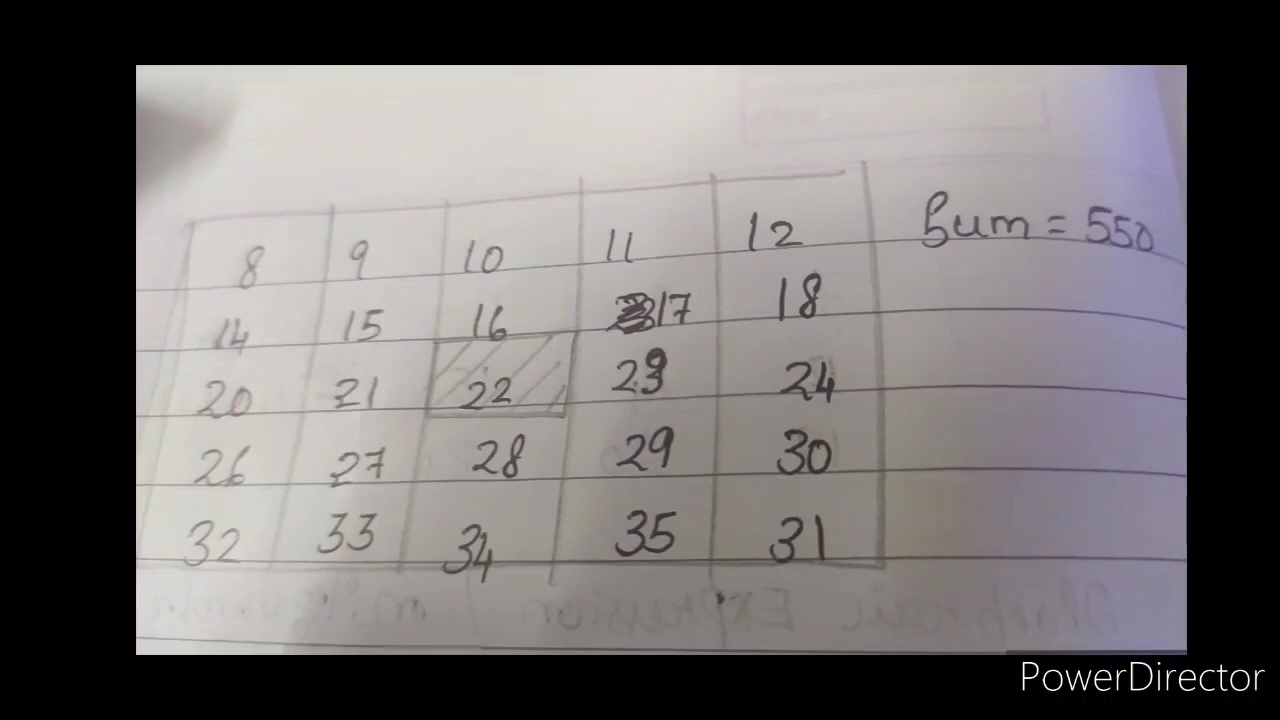 8 9 10 11 12 Sum = 550
14 15 16 17 18
20 21 22 23 24
26 27 28 29 30
32 33 34 35 31
PowerDirector